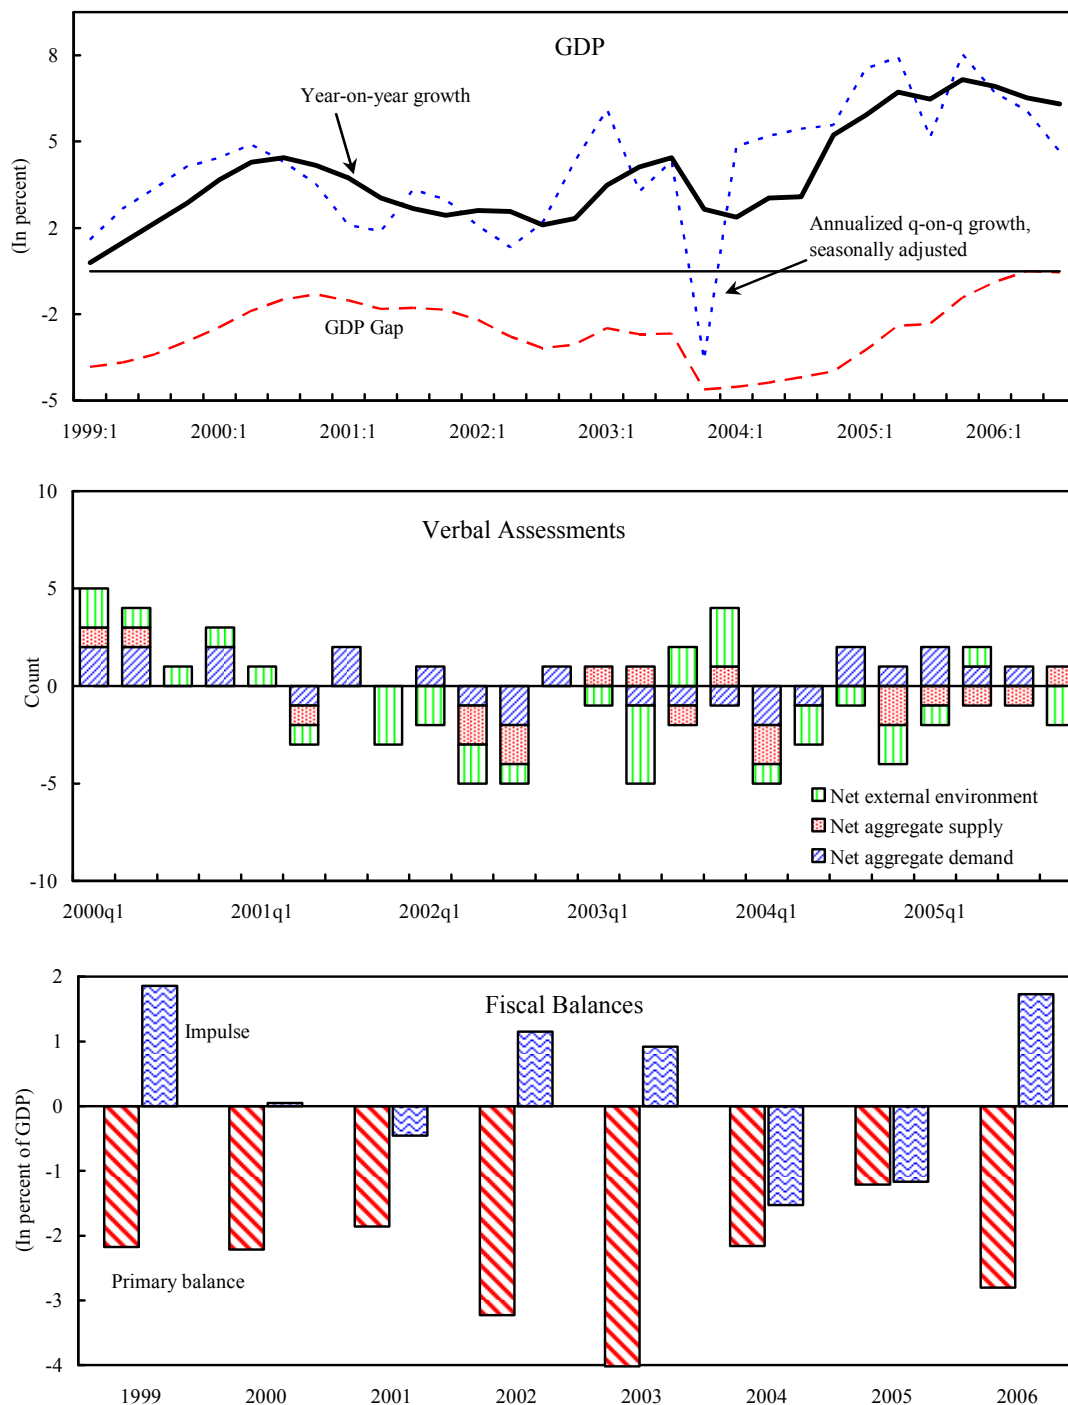 GDP
8
Year-on-year growth
5
(In percent)
2
Annualized q-on-q growth,
seasonally adjusted
-2
GDP Gap
-5
1999:1 2000:1 2001:1 2002:1 2003:1 2004:1 2005:1 2006:1
10
Verbal Assessments
5
Count
0
-5
Net external environment
Net aggregate supply
Net aggregate demand
-10
2000q1 2001q1 2002q1 2003q1 2004q1 2005q1
2
Fiscal Balances
Impulse
1
(In percent of GDP)
0
-1
-2
Primary balance
-3
-4
1999 2000 2001 2002 2003 2004 2005 2006